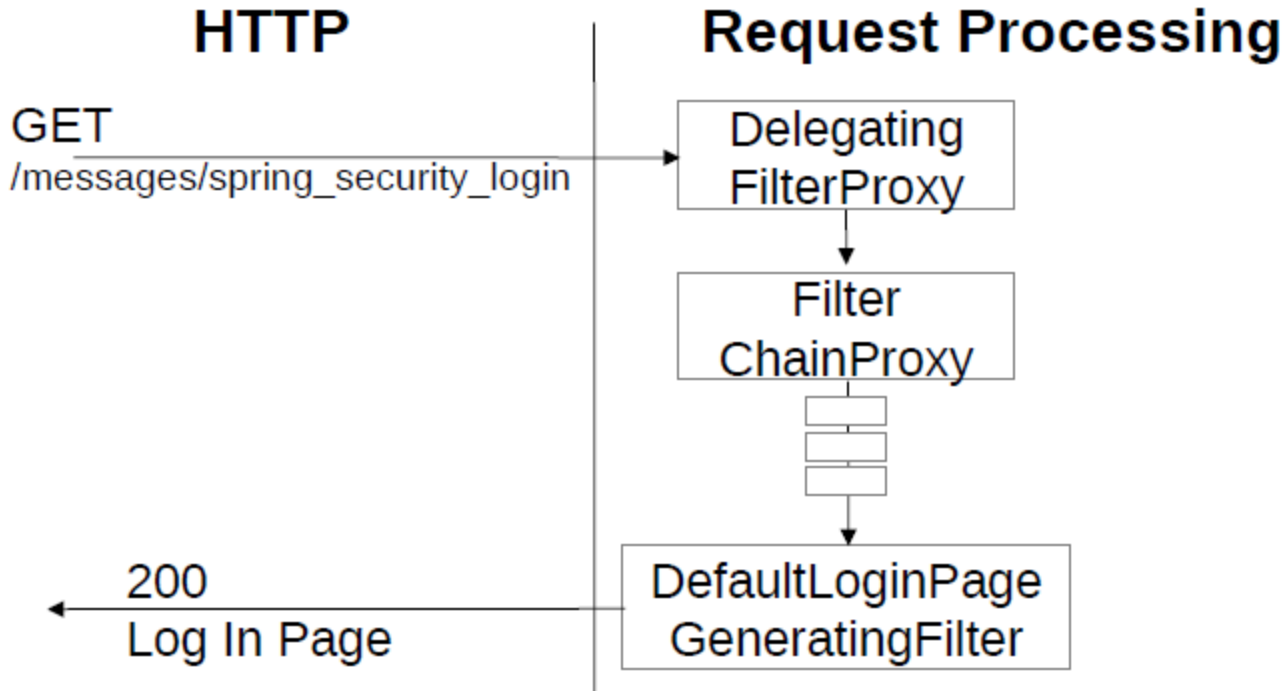 HTTP
Request Processing
GET
/messages/spring_security_login
Delegating
FilterProxy
Filter
ChainProxy
200
Log In Page
DefaultLoginPage
GeneratingFilter